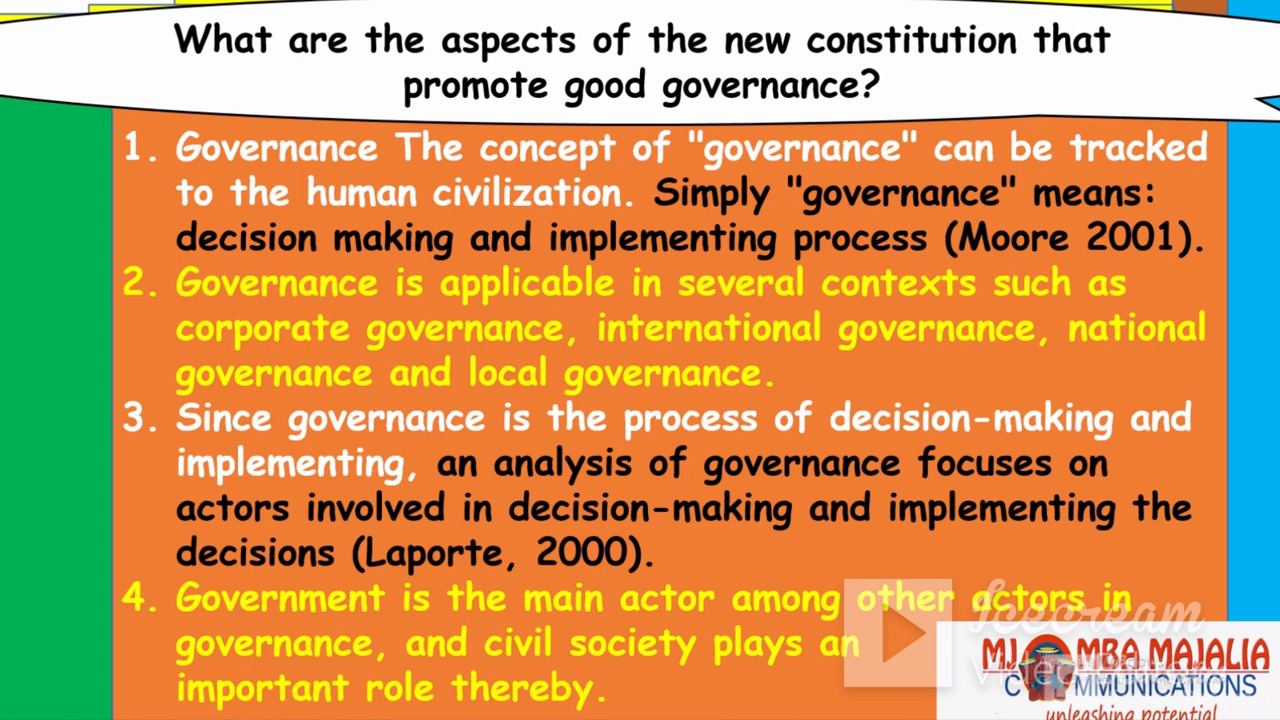 What are the aspects of the new constitution that
promote good governance?
1. Governance The concept of "governance" can be tracked
to the human civilization. Simply "governance" means:
decision making and implementing process (Moore 2001).
2. Governance is applicable in several contexts such as
corporate governance, international governance, national
governance and local governance.
3. Since governance is the process of decision-making and
implementing, an analysis of governance focuses on
actors involved in decision-making and implementing the
decisions (Laporte, 2000).
4. Government is the main actor among other actors in
governance, and civil society plays an
important role thereby.
Icecream
MJOMBA MAJALIA
COMMUNICATIONS
unleashing potential